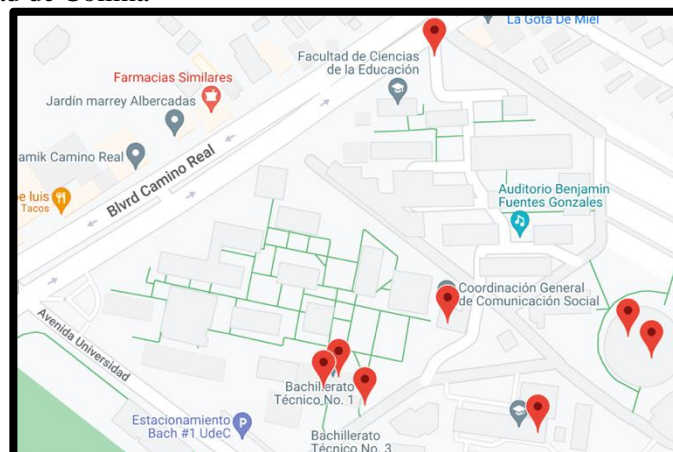 de Colima
La Gota De Miel
Facultad de Ciencias
de la Educación
Farmacias Similares
Jardín marrey Albercadas
amik Camino Real
Blvrd Camino Real
e luis
Tacos
Auditorio Benjamin
Fuentes Gonzales
Coordinación General
de Comunicación Social
Avenida Universidad
Bachillerato
Técnico No. 1
Estacionamiento
Bach #1 UdeC
P
Bachillerato
Técnico No. 3